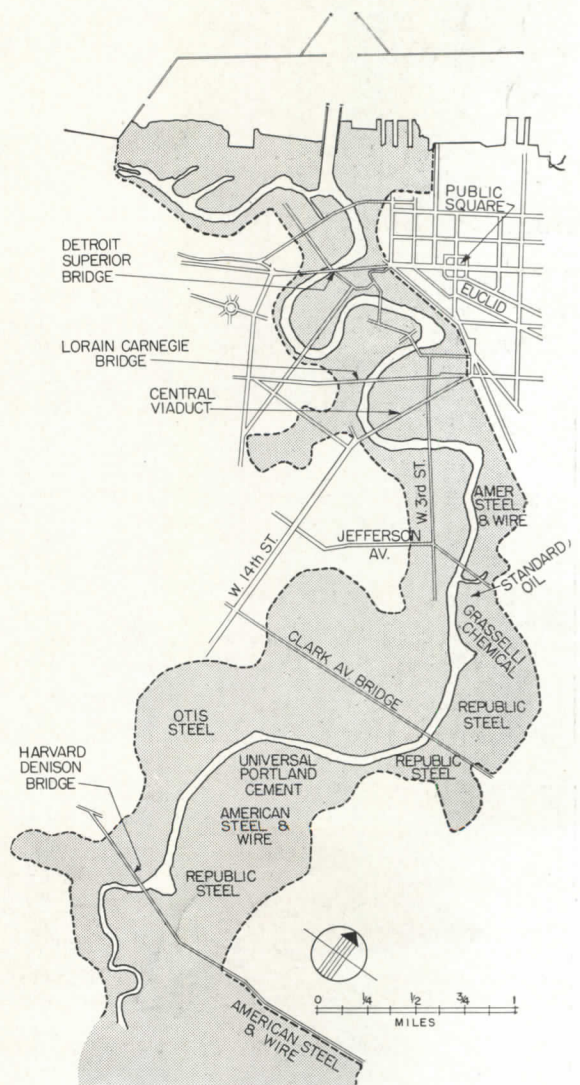 PUBLIC
SQUARE
DETROIT
SUPERIOR
BRIDGE
EUCLID
LORAIN CARNEGIE
BRIDGE
CENTRAL
VIADUCT
W. 3rd ST.
AMER
STEEL
& WIRE
JEFFERSON
AV.
W. 14th ST.
STANDARD
OIL
GRASSELLI
CHEMICAL
CLARK AV BRIDGE
REPUBLIC
STEEL
OTIS
STEEL
HARVARD
DENISON
BRIDGE
UNIVERSAL
PORTLAND
CEMENT
REPUBLIC
STEEL
AMERICAN
STEEL &
WIRE
REPUBLIC
STEEL
0 1/4 1/2 3/4 1
MILES
AMERICAN STEEL
& WIRE